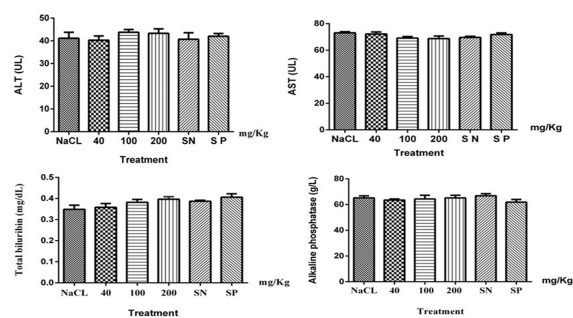 ALT (UL)
50
40
30
20
10
0
NaCL 40 100 200 SN S P mg/Kg
Treatment
AST (UL)
80
60
40
20
0
NaCL 40 100 200 S N S P mg/Kg
Treatment
Total biluribin (mg/dL)
0.5
0.4
0.3
0.2
0.1
0.0
NaCL 40 100 200 SN SP mg/Kg
Treatment
Alkaline phosphatase (g/L)
80
60
40
20
0
NaCL 40 100 200 SN SP mg/Kg
Treatment